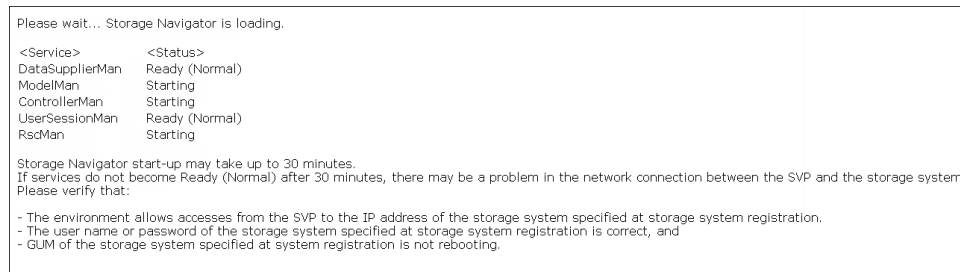 Please wait... Storage Navigator is loading.
<Service> <Status>
DataSupplierMan Ready (Normal)
ModelMan Starting
ControllerMan Starting
UserSessionMan Ready (Normal)
RscMan Starting
Storage Navigator start-up may take up to 30 minutes.
If services do not become Ready (Normal) after 30 minutes, there may be a problem in the network connection between the SVP and the storage system
Please verify that:
- The environment allows accesses from the SVP to the IP address of the storage system specified at storage system registration.
- The user name or password of the storage system specified at storage system registration is correct, and
- GUM of the storage system specified at system registration is not rebooting.